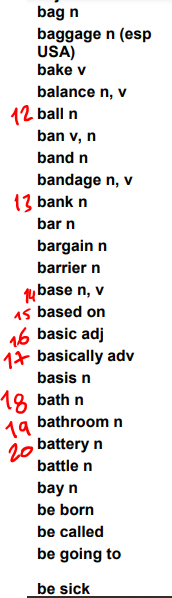 bag n
baggage n (esp
USA)
bake v
balance n, v
12 ball n
ban v, n
band n
bandage n, v
13 bank n
bar n
bargain n
barrier n
14 base n, v
15 based on
16 basic adj
17 basically adv
basis n
18 bath n
19 bathroom n
20 battery n
battle n
bay n
be born
be called
be going to
be sick